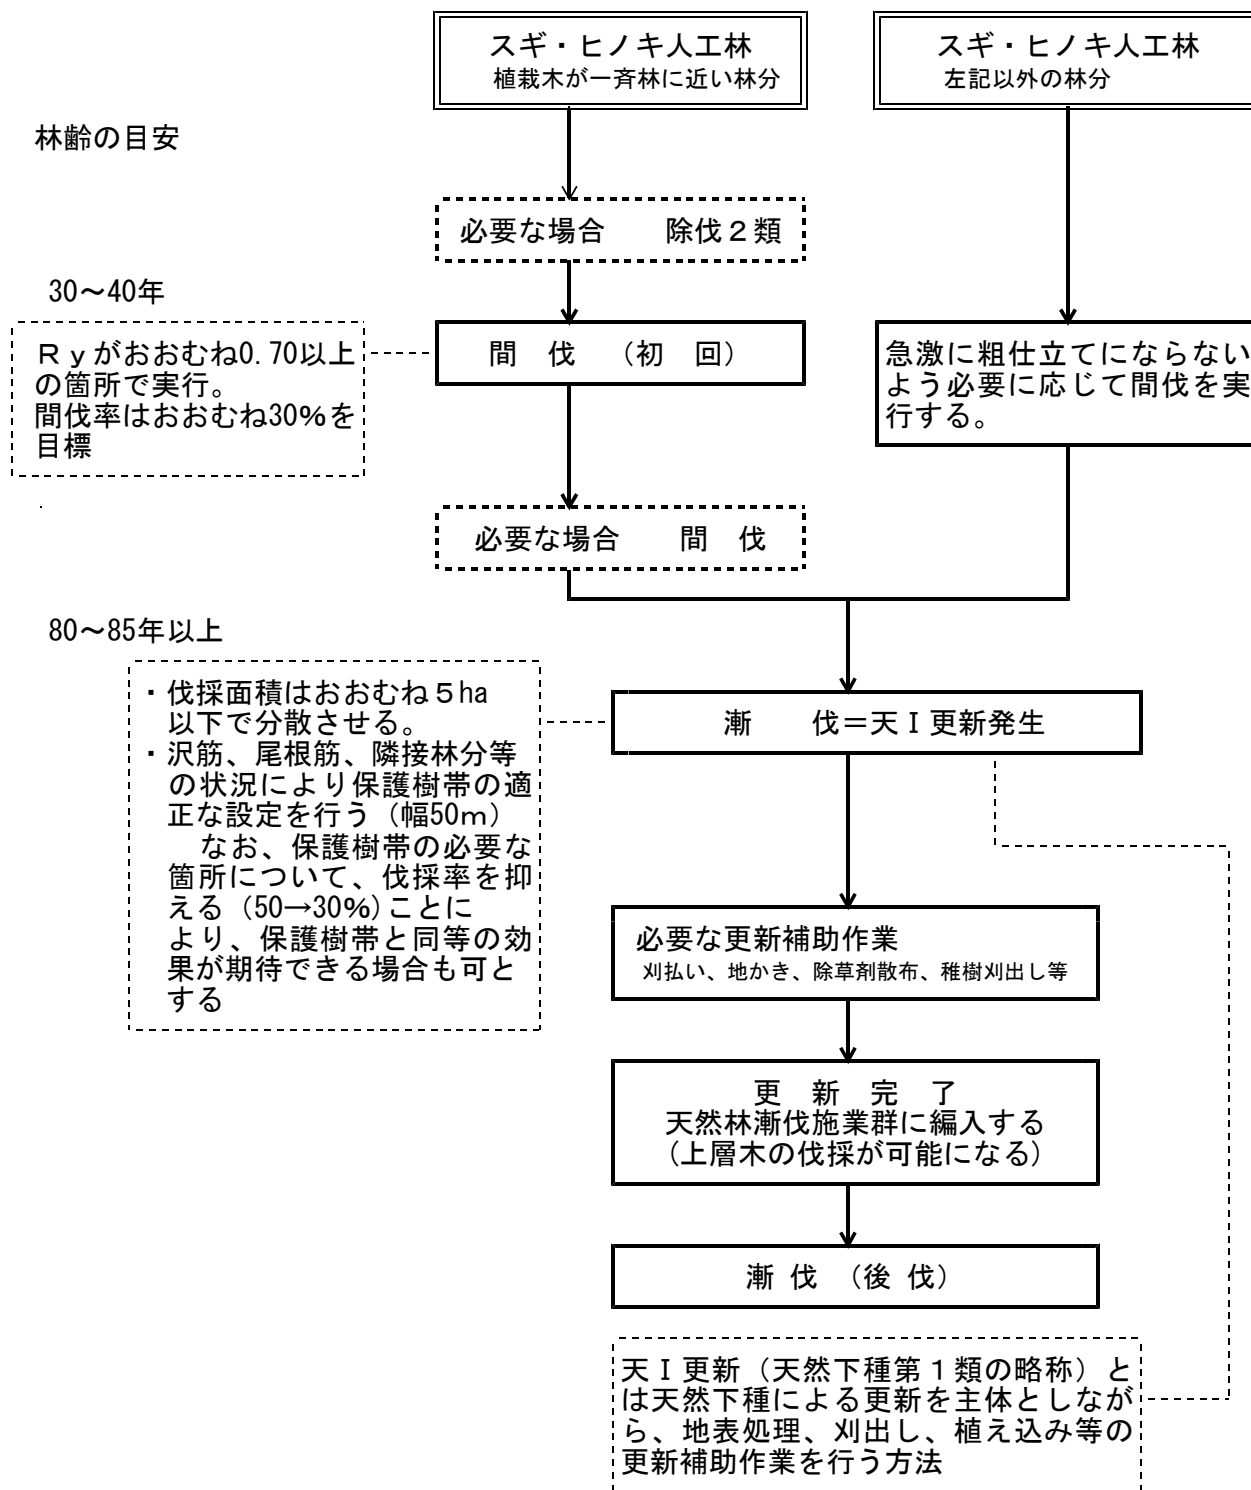 スギ・ヒノキ人工林
植栽木が一斉林に近い林分
スギ・ヒノキ人工林
左記以外の林分
林齢の目安
必要な場合　　除伐２類
30～40年
Ｒｙがおおむね0.70以上
の箇所で実行。
間伐率はおおむね30％を
目標
間　伐　（初　回）
急激に粗仕立てにならない
よう必要に応じて間伐を実
行する。
必要な場合　　間　伐
80～85年以上
・伐採面積はおおむね５ha
以下で分散させる。
・沢筋、尾根筋、隣接林分等
の状況により保護樹帯の適
正な設定を行う（幅50ｍ）
　なお、保護樹帯の必要な
箇所について、伐採率を抑
える（50→30％)ことに
より、保護樹帯と同等の効
果が期待できる場合も可と
する
漸　　伐＝天Ⅰ更新発生
必要な更新補助作業
刈払い、地かき、除草剤散布、稚樹刈出し等
更　新　完　了
天然林漸伐施業群に編入する
（上層木の伐採が可能になる）
漸 伐 （後 伐）
天Ⅰ更新（天然下種第１類の略称）と
は天然下種による更新を主体としなが
ら、地表処理、刈出し、植え込み等の
更新補助作業を行う方法